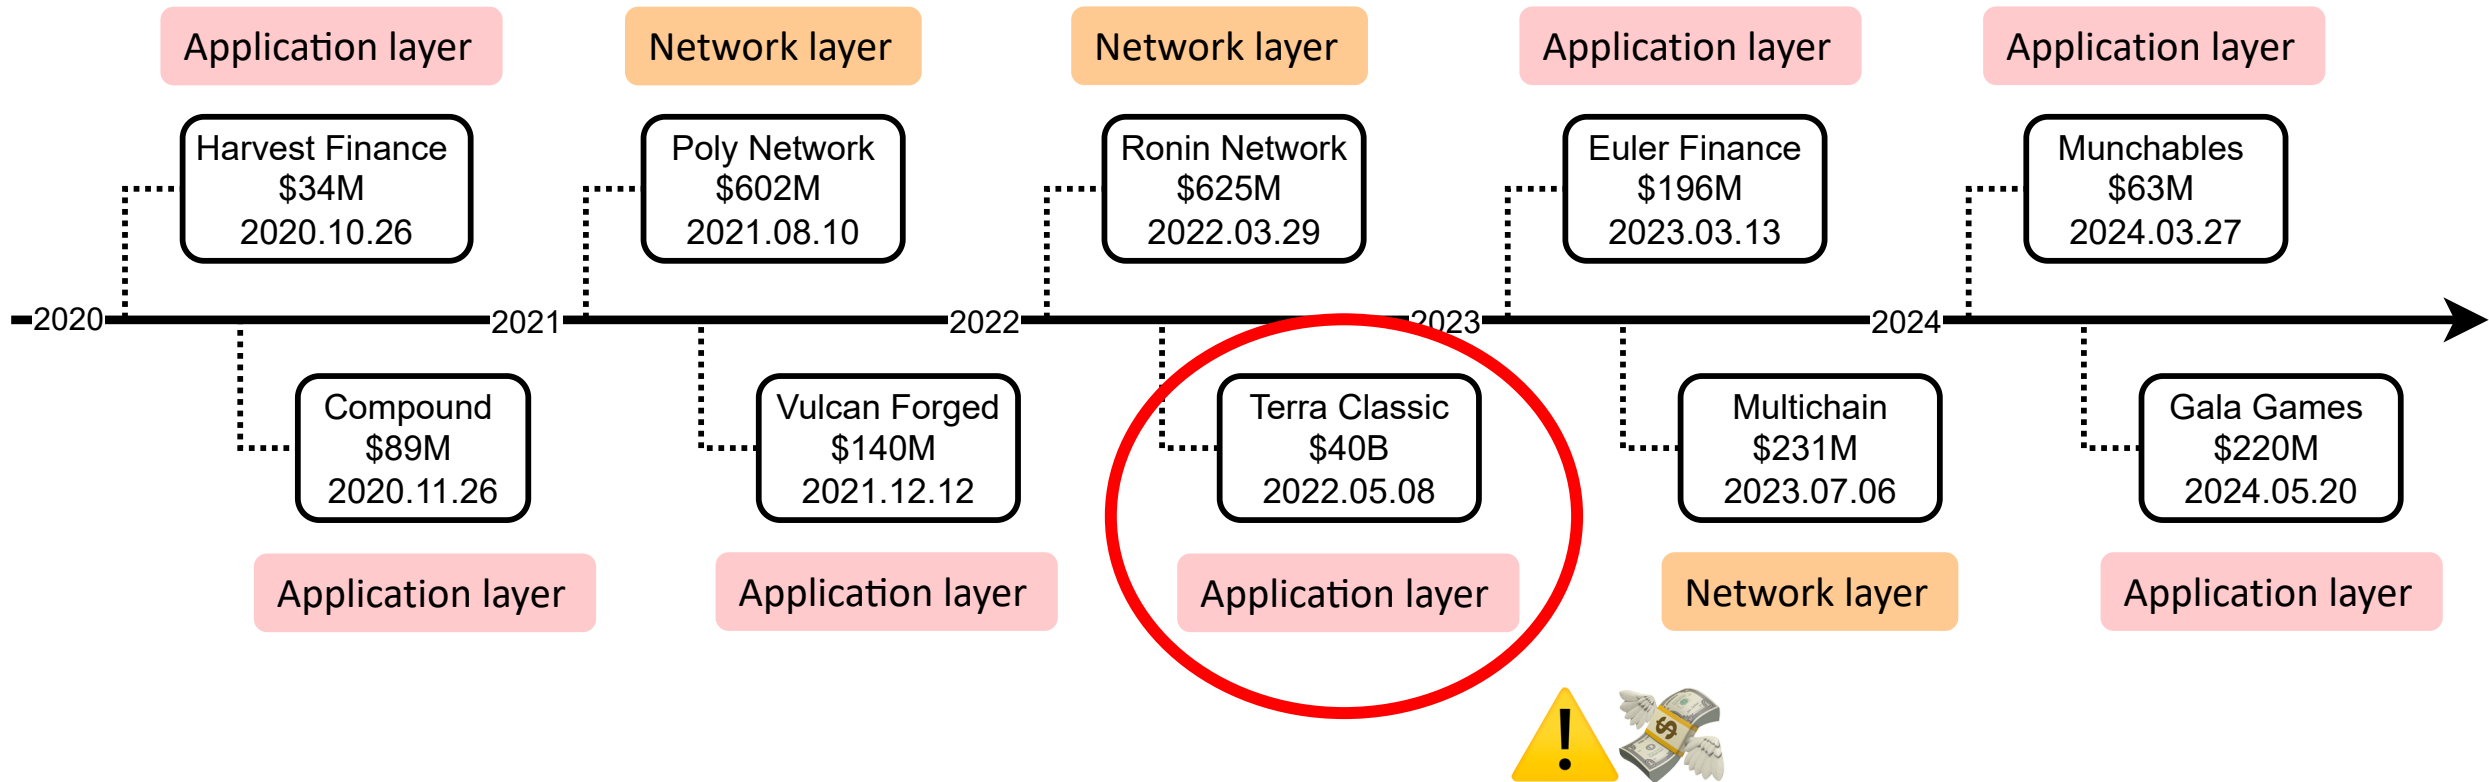 Application layer
Network layer
Network layer
Application layer
Application layer
Harvest Finance
$34M
2020.10.26
Poly Network
$602M
2021.08.10
Ronin Network
$625M
2022.03.29
Euler Finance
$196M
2023.03.13
Munchables
$63M
2024.03.27
2020
2021
2022
2023
2024
Compound
$89M
2020.11.26
Vulcan Forged
$140M
2021.12.12
Terra Classic
$40B
2022.05.08
Multichain
$231M
2023.07.06
Gala Games
$220M
2024.05.20
Application layer
Application layer
Application layer
Network layer
Application layer